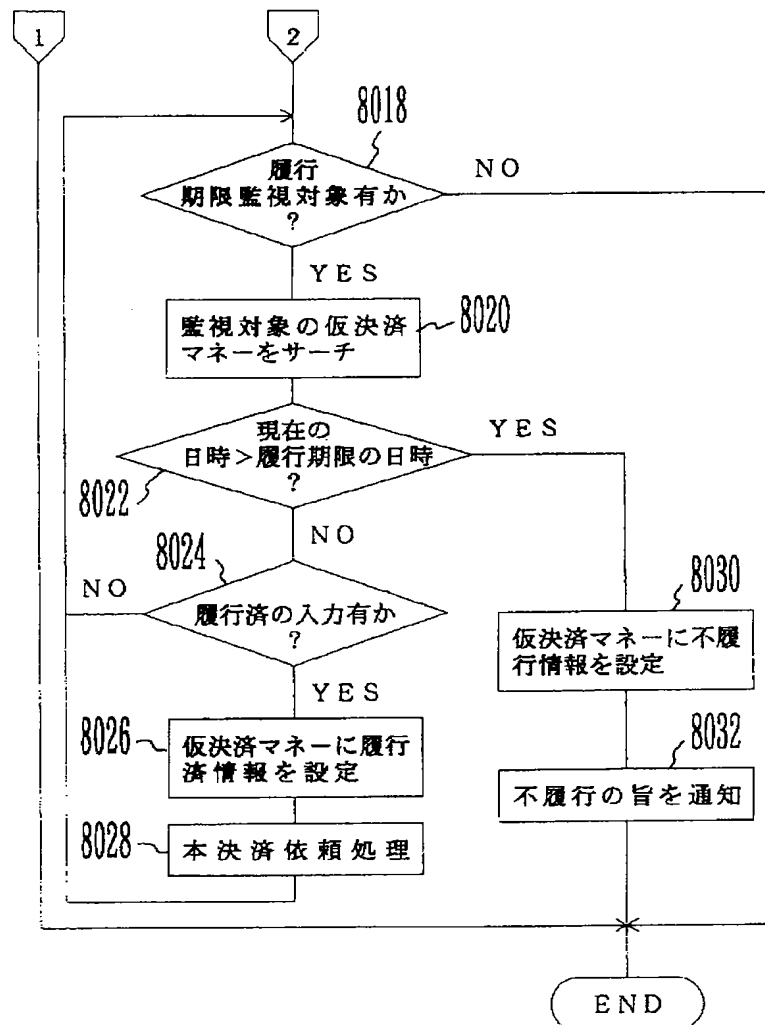 1
2
8018
履行
期限監視対象有か
?
NO
YES
監視対象の仮決済
マネーをサーチ
8020
現在の
日時>履行期限の日時
?
YES
8022
NO
8024
NO
履行済の入力有か
?
8030
仮決済マネーに不履
行情報を設定
YES
8026
仮決済マネーに履行
済情報を設定
8032
不履行の旨を通知
8028
本決済依頼処理
END